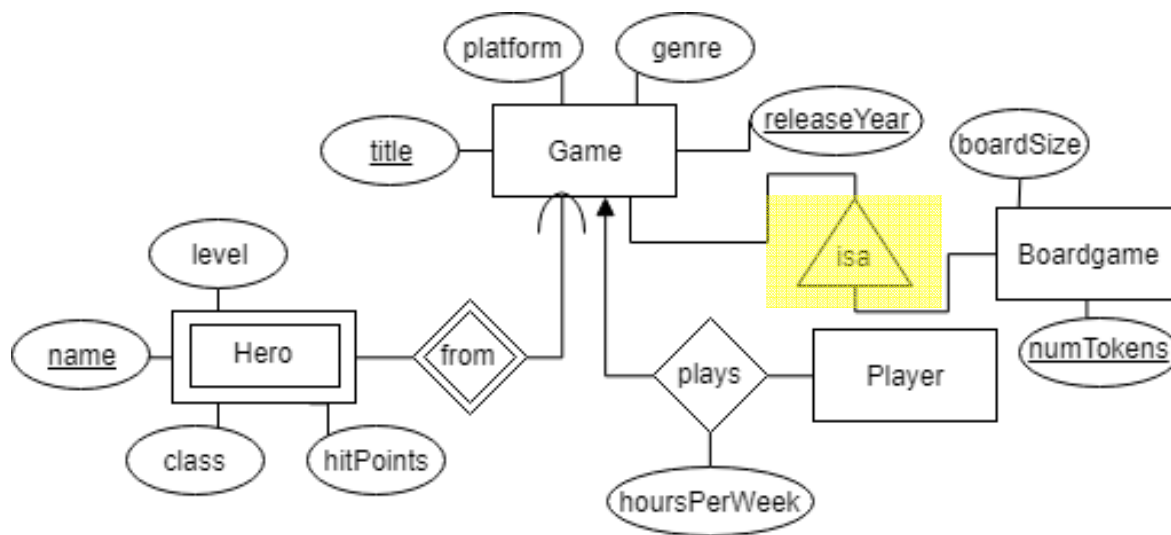 platform
genre
title
Game
releaseYear
boardSize
level
isa
Boardgame
name
Hero
from
plays
Player
numTokens
class
hitPoints
hoursPerWeek